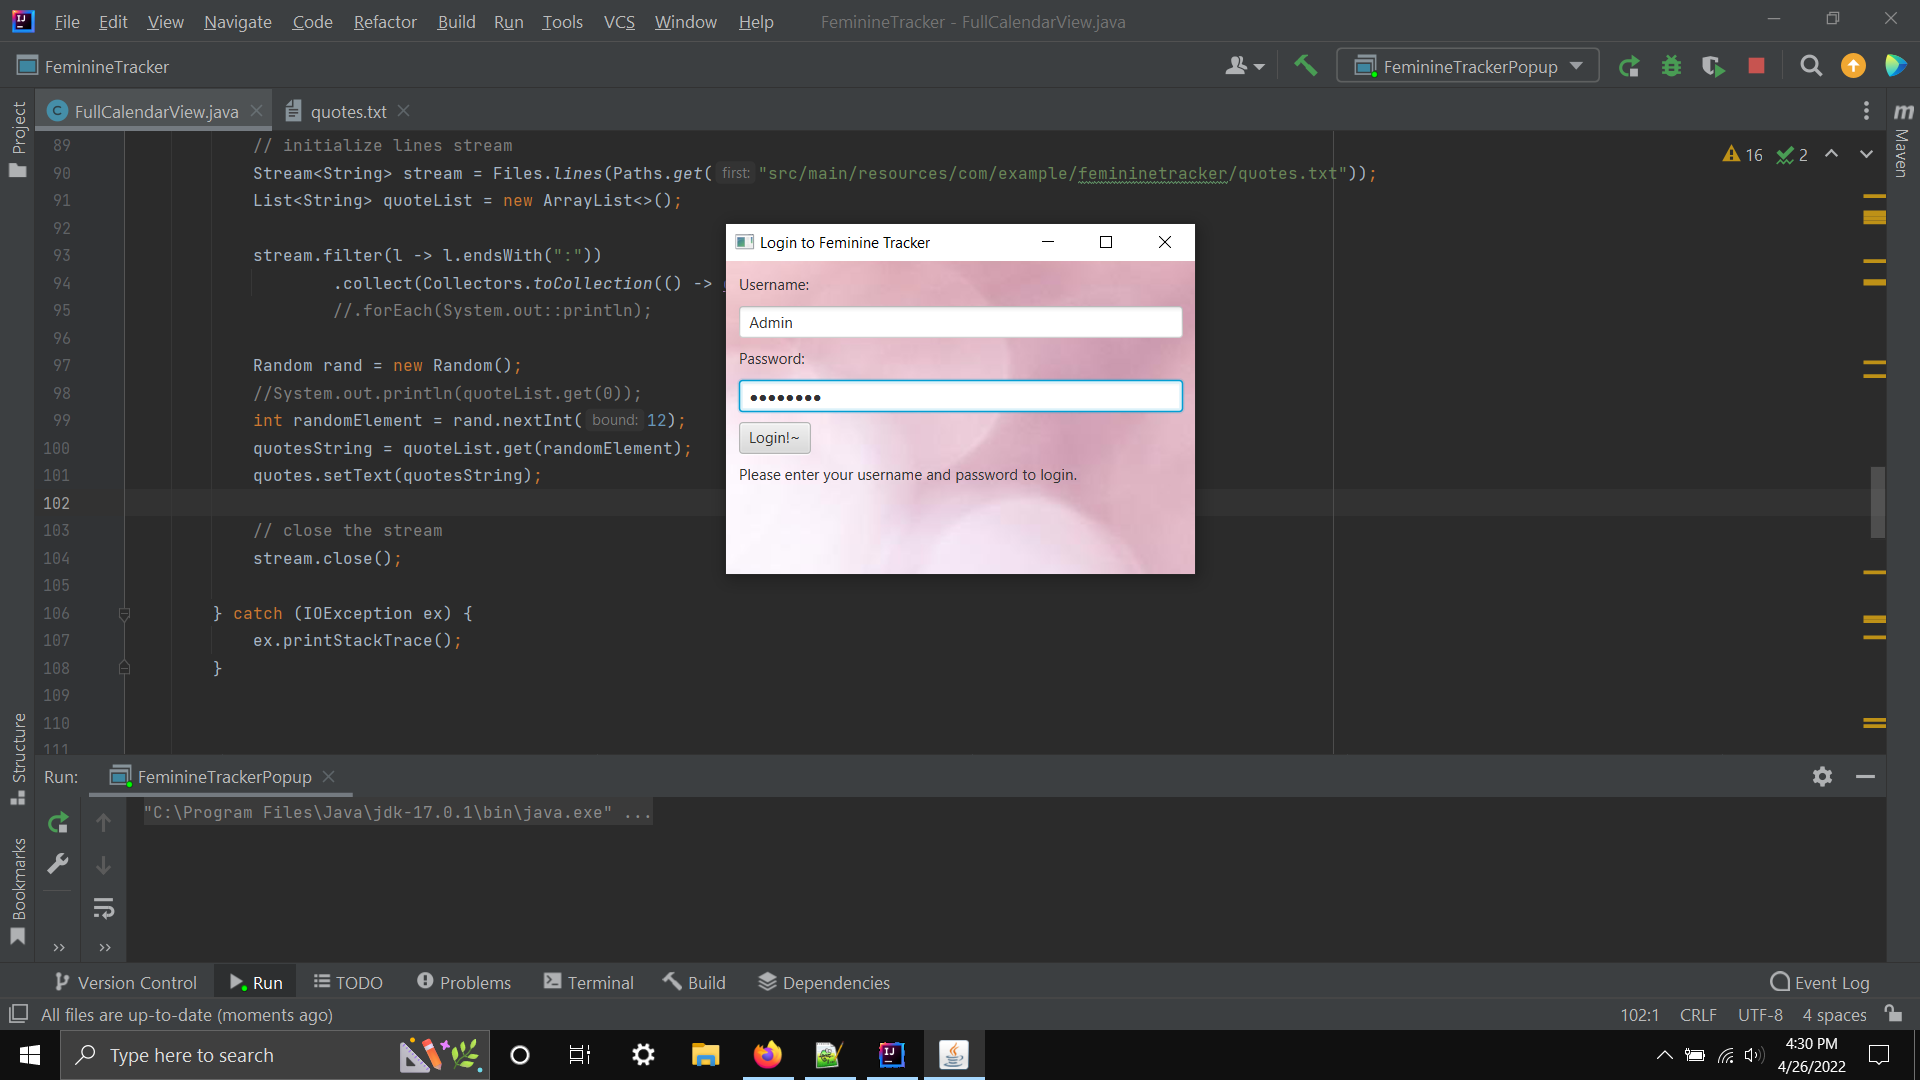 File Edit View Navigate Code Refactor Build Run Tools VCS Window Help FeminineTracker - FullCalendarView.java
FeminineTracker FeminineTrackerPopup
FullCalendarView.java quotes.txt
Project
Maven
16 2
89 // initialize lines stream
90 Stream<String> stream = Files.lines(Paths.get( first: "src/main/resources/com/example/femininetracker/quotes.txt"));
91 List<String> quoteList = new ArrayList<>();
92
93 stream.filter(l -> l.endsWith(":"))
94 .collect(Collectors.toCollection(() ->
95 //.forEach(System.out::println);
96
97 Random rand = new Random();
98 //System.out.println(quoteList.get(0));
99 int randomElement = rand.nextInt( bound: 12);
100 quotesString = quoteList.get(randomElement);
101 quotes.setText(quotesString);
102
103 // close the stream
104 stream.close();
105
106 } catch (IOException ex) {
107 ex.printStackTrace();
108 }
109
110
111
Login to Feminine Tracker
Username:
Admin
Password:
••••••••
Login!~
Please enter your username and password to login.
Structure
Bookmarks
Run: FeminineTrackerPopup
"C:\Program Files\Java\jdk-17.0.1\bin\java.exe" ...
Version Control Run TODO Problems Terminal Build Dependencies Event Log
All files are up-to-date (moments ago) 102:1 CRLF UTF-8 4 spaces
Type here to search
4:30 PM
4/26/2022